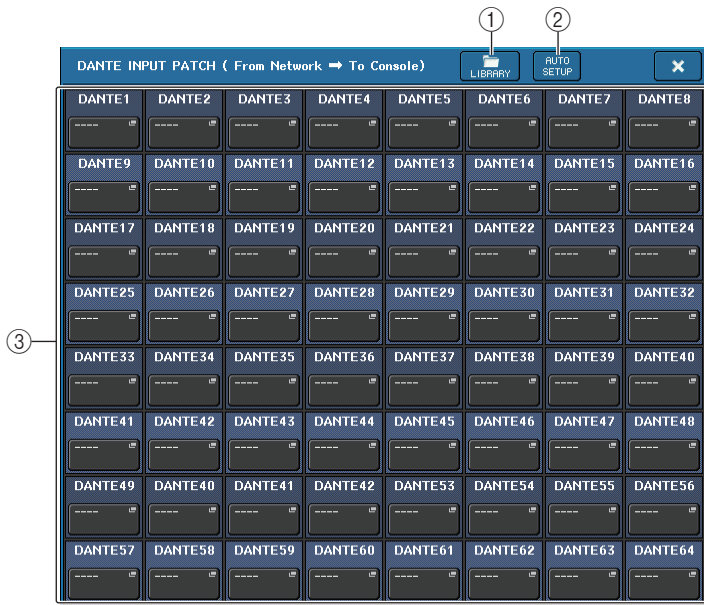 ① ②
DANTE INPUT PATCH ( From Network ➡ To Console) LIBRARY AUTO SETUP ×
DANTE1 DANTE2 DANTE3 DANTE4 DANTE5 DANTE6 DANTE7 DANTE8
---- ---- ---- ---- ---- ---- ---- ----
DANTE9 DANTE10 DANTE11 DANTE12 DANTE13 DANTE14 DANTE15 DANTE16
---- ---- ---- ---- ---- ---- ---- ----
DANTE17 DANTE18 DANTE19 DANTE20 DANTE21 DANTE22 DANTE23 DANTE24
---- ---- ---- ---- ---- ---- ---- ----
DANTE25 DANTE26 DANTE27 DANTE28 DANTE29 DANTE30 DANTE31 DANTE32
---- ---- ---- ---- ---- ---- ---- ----
③
DANTE33 DANTE34 DANTE35 DANTE36 DANTE37 DANTE38 DANTE39 DANTE40
---- ---- ---- ---- ---- ---- ---- ----
DANTE41 DANTE42 DANTE43 DANTE44 DANTE45 DANTE46 DANTE47 DANTE48
---- ---- ---- ---- ---- ---- ---- ----
DANTE49 DANTE40 DANTE41 DANTE42 DANTE53 DANTE54 DANTE55 DANTE56
---- ---- ---- ---- ---- ---- ---- ----
DANTE57 DANTE58 DANTE59 DANTE60 DANTE61 DANTE62 DANTE63 DANTE64
---- ---- ---- ---- ---- ---- ---- ----